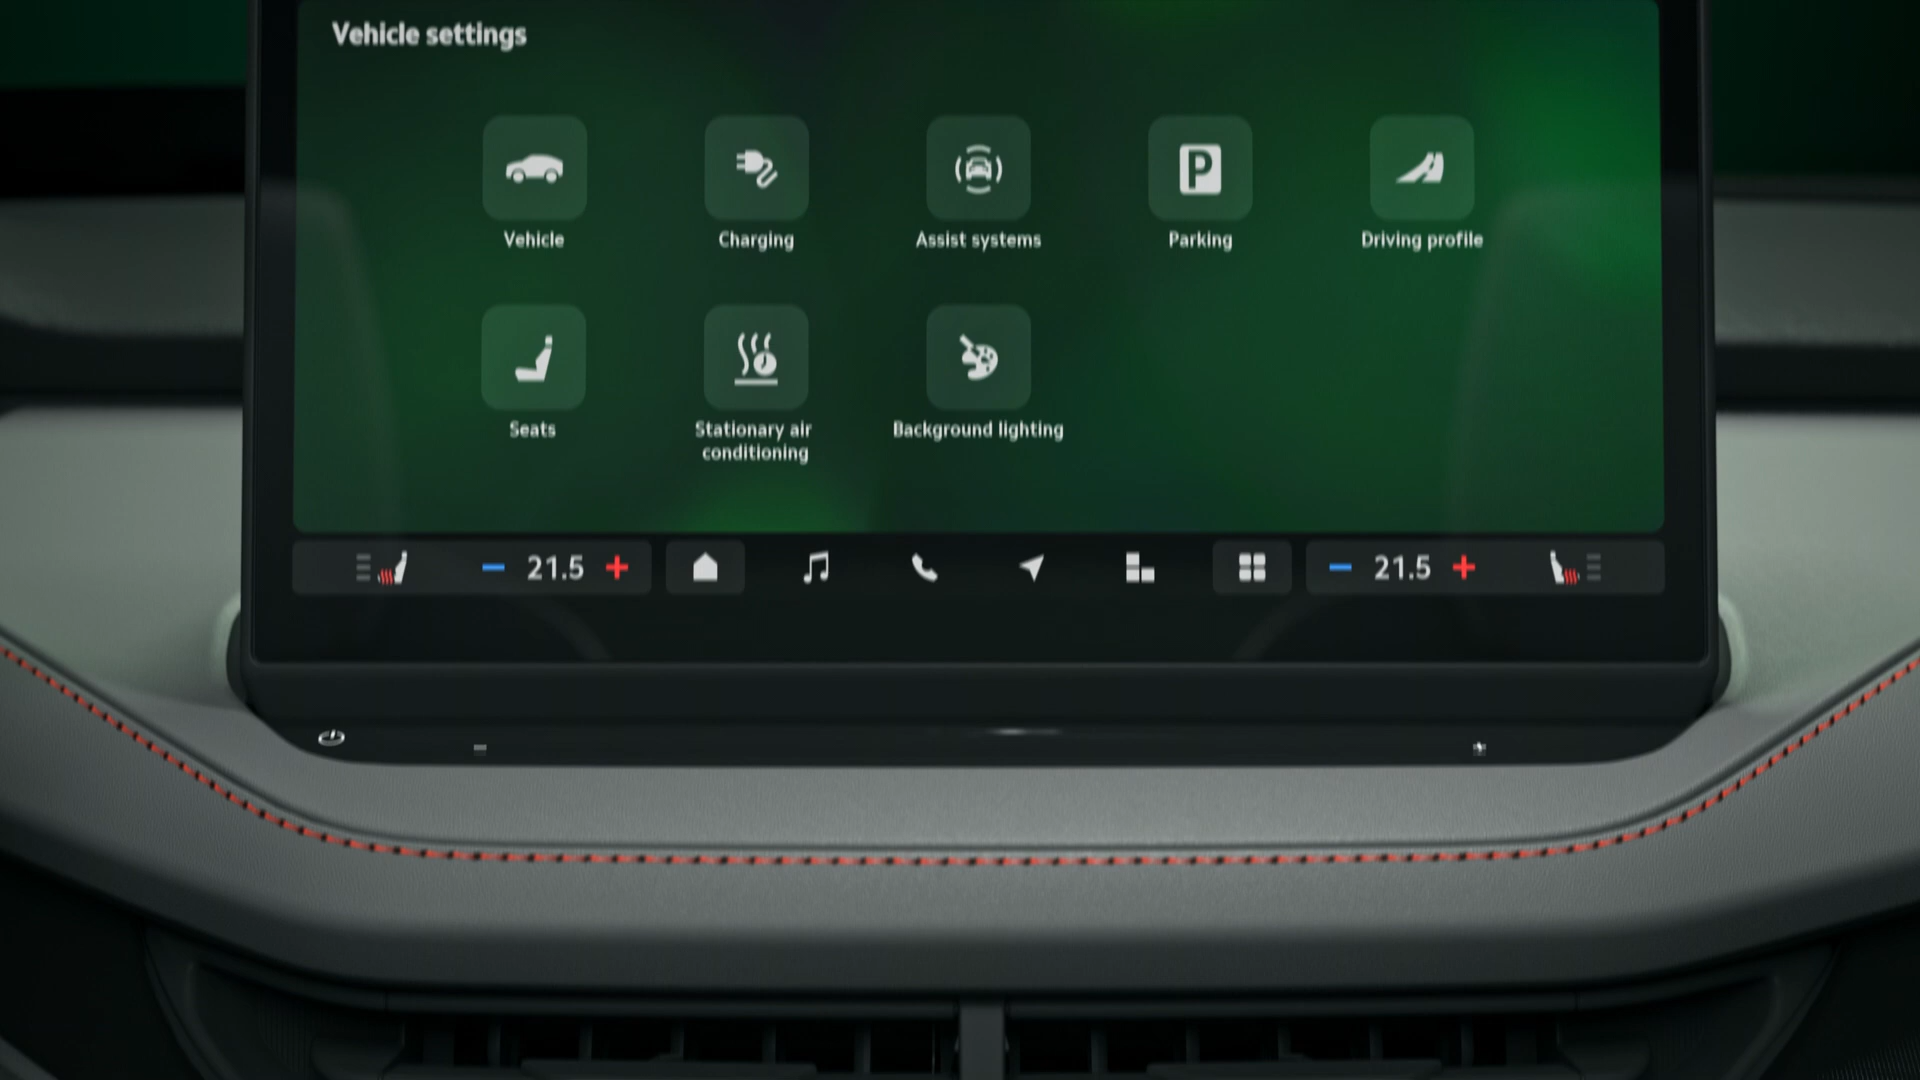 Vehicle settings
Vehicle
Charging
Assist systems
P
Parking
Driving profile
Seats
Stationary air
conditioning
Background lighting
21.5
21.5